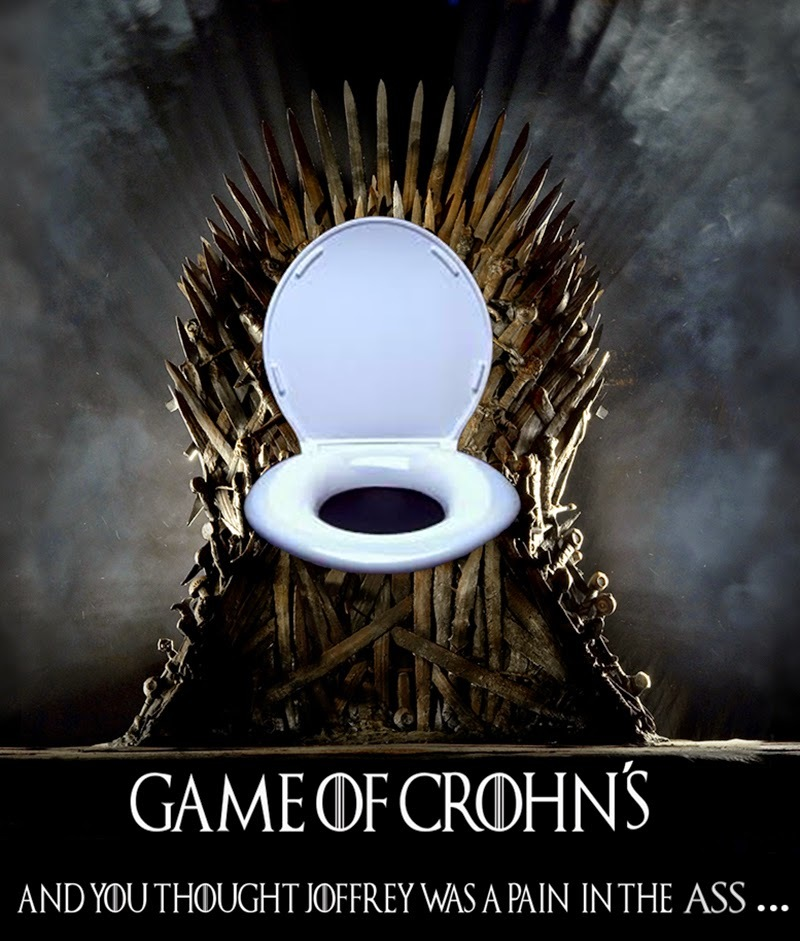 GAME OF CROHN'S
AND YOU THOUGHT JOFFREY WAS A PAIN IN THE ASS ...